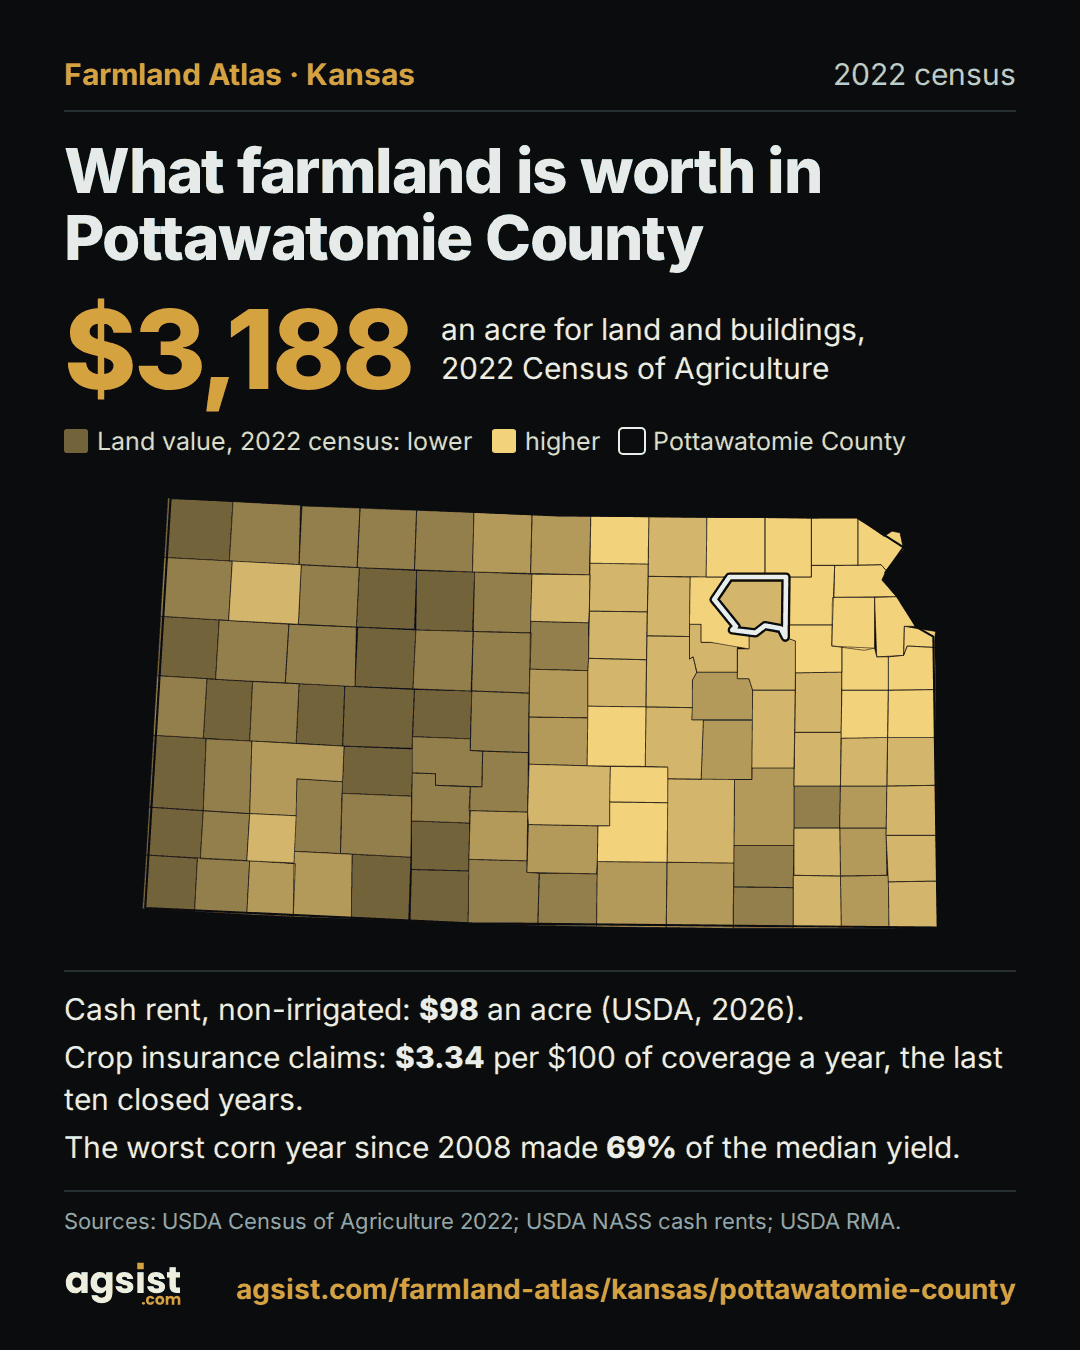 Farmland Atlas · Kansas
2022 census
What farmland is worth in
Pottawatomie County
$3,188
an acre for land and buildings,
2022 Census of Agriculture
Land value, 2022 census: lower
higher
Pottawatomie County
Cash rent, non-irrigated: $98 an acre (USDA, 2026).
Crop insurance claims: $3.34 per $100 of coverage a year, the last
ten closed years.
The worst corn year since 2008 made 69% of the median yield.
Sources: USDA Census of Agriculture 2022; USDA NASS cash rents; USDA RMA.
agsist
.com
agsist.com/farmland-atlas/kansas/pottawatomie-county